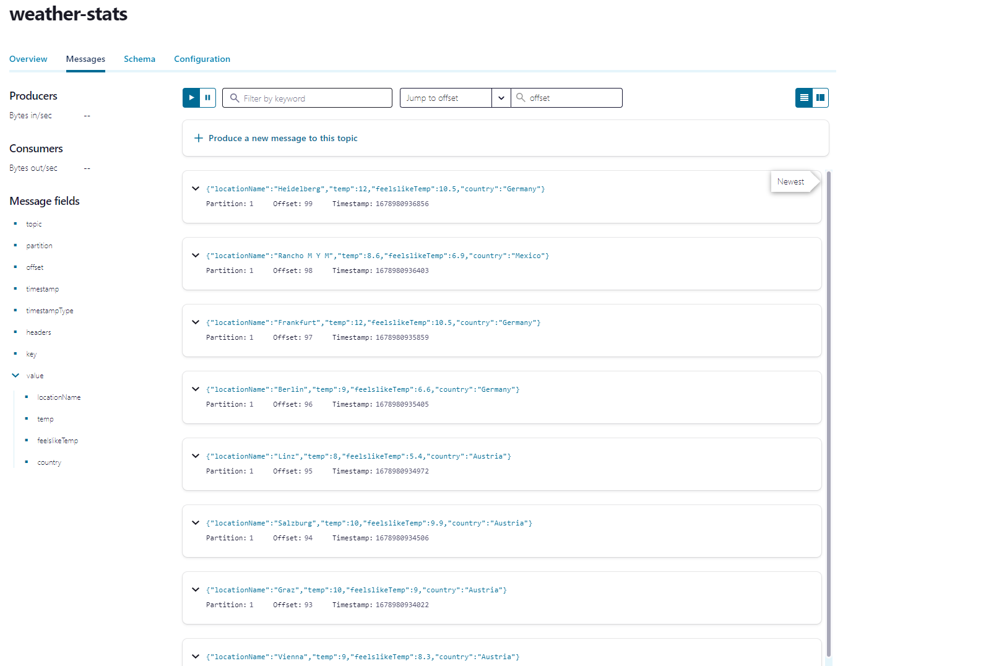 weather-stats
Overview Messages Schema Configuration
Producers
Bytes in/sec --
Consumers
Bytes out/sec --
Message fields
topic
partition
offset
timestamp
timestampType
headers
key
value
locationName
temp
feelslikeTemp
country
Filter by keyword Jump to offset offset
Produce a new message to this topic
Newest
{"locationName":"Heidelberg","temp":12,"feelslikeTemp":10.5,"country":"Germany"}
Partition: 1 Offset: 99 Timestamp: 1678980936856
{"locationName":"Rancho M Y M","temp":8.6,"feelslikeTemp":6.9,"country":"Mexico"}
Partition: 1 Offset: 98 Timestamp: 1678980936403
{"locationName":"Frankfurt","temp":12,"feelslikeTemp":10.5,"country":"Germany"}
Partition: 1 Offset: 97 Timestamp: 1678980935859
{"locationName":"Berlin","temp":9,"feelslikeTemp":6.6,"country":"Germany"}
Partition: 1 Offset: 96 Timestamp: 1678980935405
{"locationName":"Linz","temp":8,"feelslikeTemp":5.4,"country":"Austria"}
Partition: 1 Offset: 95 Timestamp: 1678980934972
{"locationName":"Salzburg","temp":10,"feelslikeTemp":9.9,"country":"Austria"}
Partition: 1 Offset: 94 Timestamp: 1678980934506
{"locationName":"Graz","temp":10,"feelslikeTemp":9,"country":"Austria"}
Partition: 1 Offset: 93 Timestamp: 1678980934022
{"locationName":"Vienna","temp":9,"feelslikeTemp":8.3,"country":"Austria"}